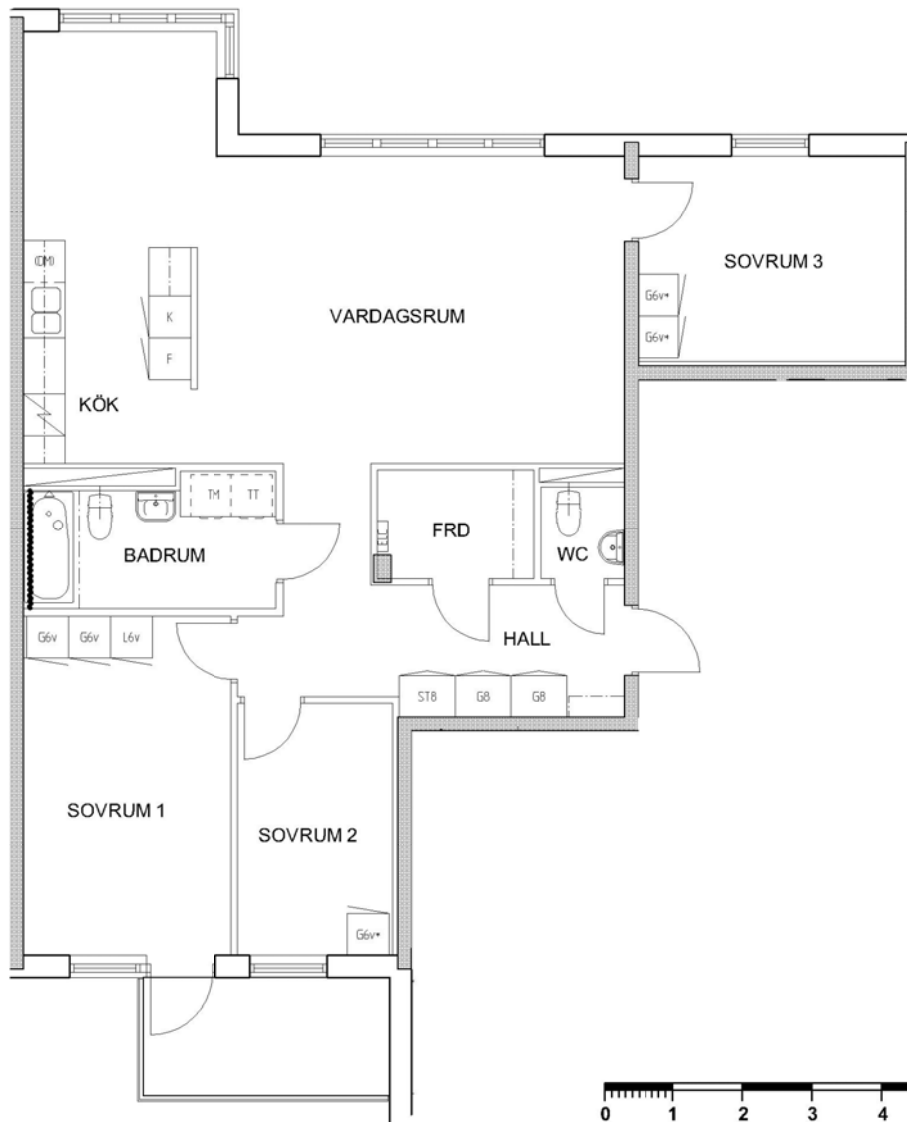 SOVRUM 3
(DM)
G6v*
K
VARDAGSRUM
G6v*
F
KÖK
TM TT
FRD
BADRUM
WC
G6v G6v L6v
HALL
ST8 G8 G8
SOVRUM 1
SOVRUM 2
G6v*
0 1 2 3 4